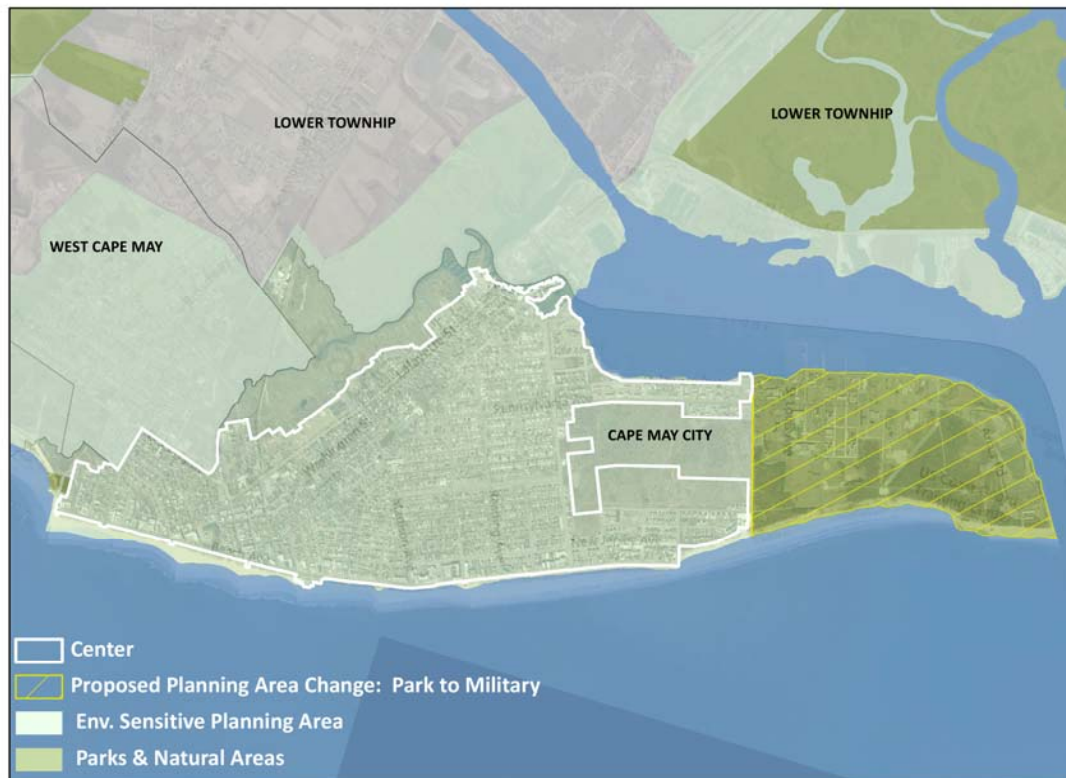 LOWER TOWNHIP
LOWER TOWNHIP
WEST CAPE MAY
CAPE MAY CITY
Center
Proposed Planning Area Change: Park to Military
Env. Sensitive Planning Area
Parks & Natural Areas